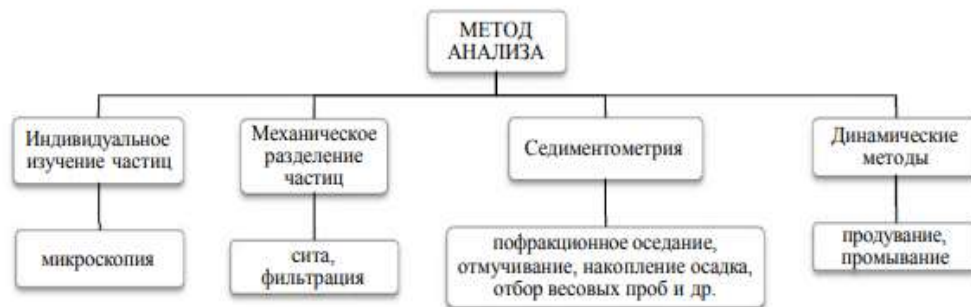 МЕТОД
АНАЛИЗА
Индивидуальное
изучение частиц
Механическое
разделение
частиц
Седиментометрия
Динамические
методы
микроскопия
сита,
фильтрация
пофракционное оседание,
отмучивание, накопление осадка,
отбор весовых проб и др.
продувание,
промывание